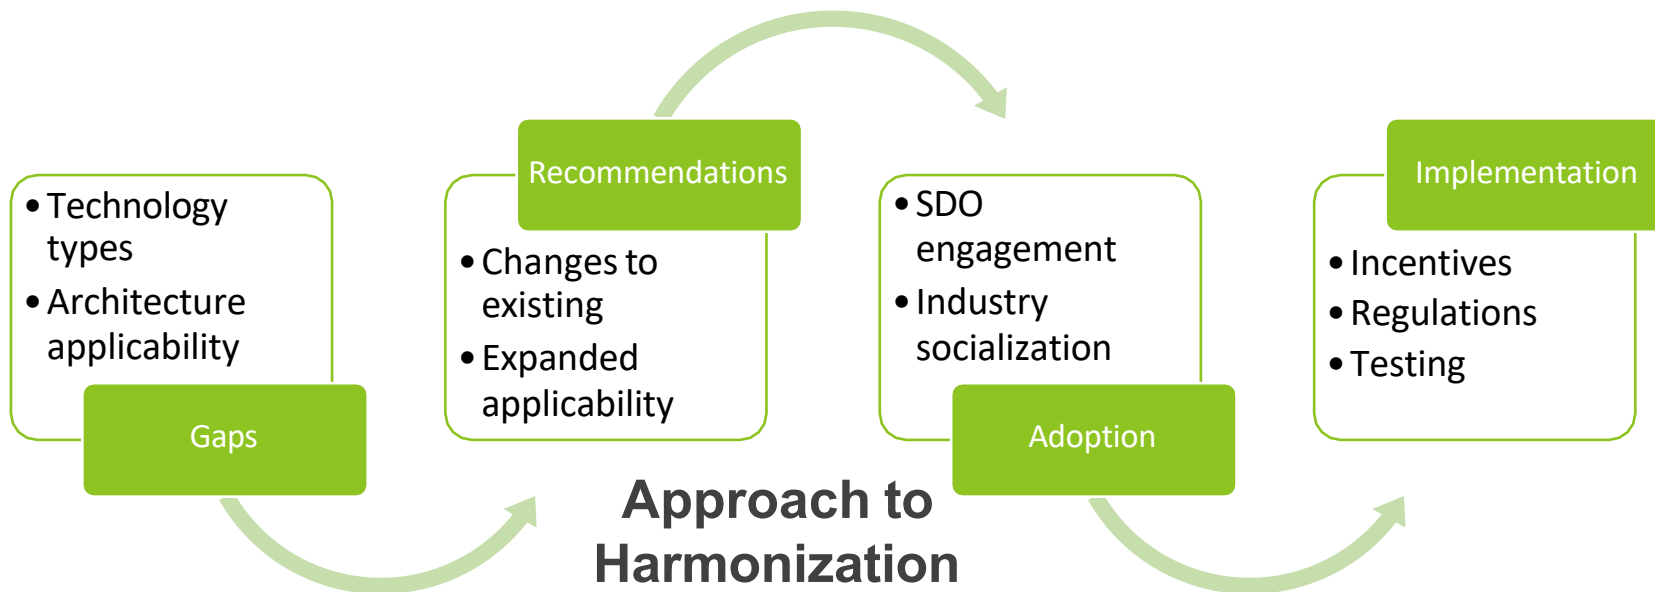 • Technology
types
• Architecture
applicability
Gaps
Recommendations
• Changes to
existing
• Expanded
applicability
• SDO
engagement
• Industry
socialization
Adoption
Implementation
• Incentives
• Regulations
• Testing
Approach to
Harmonization